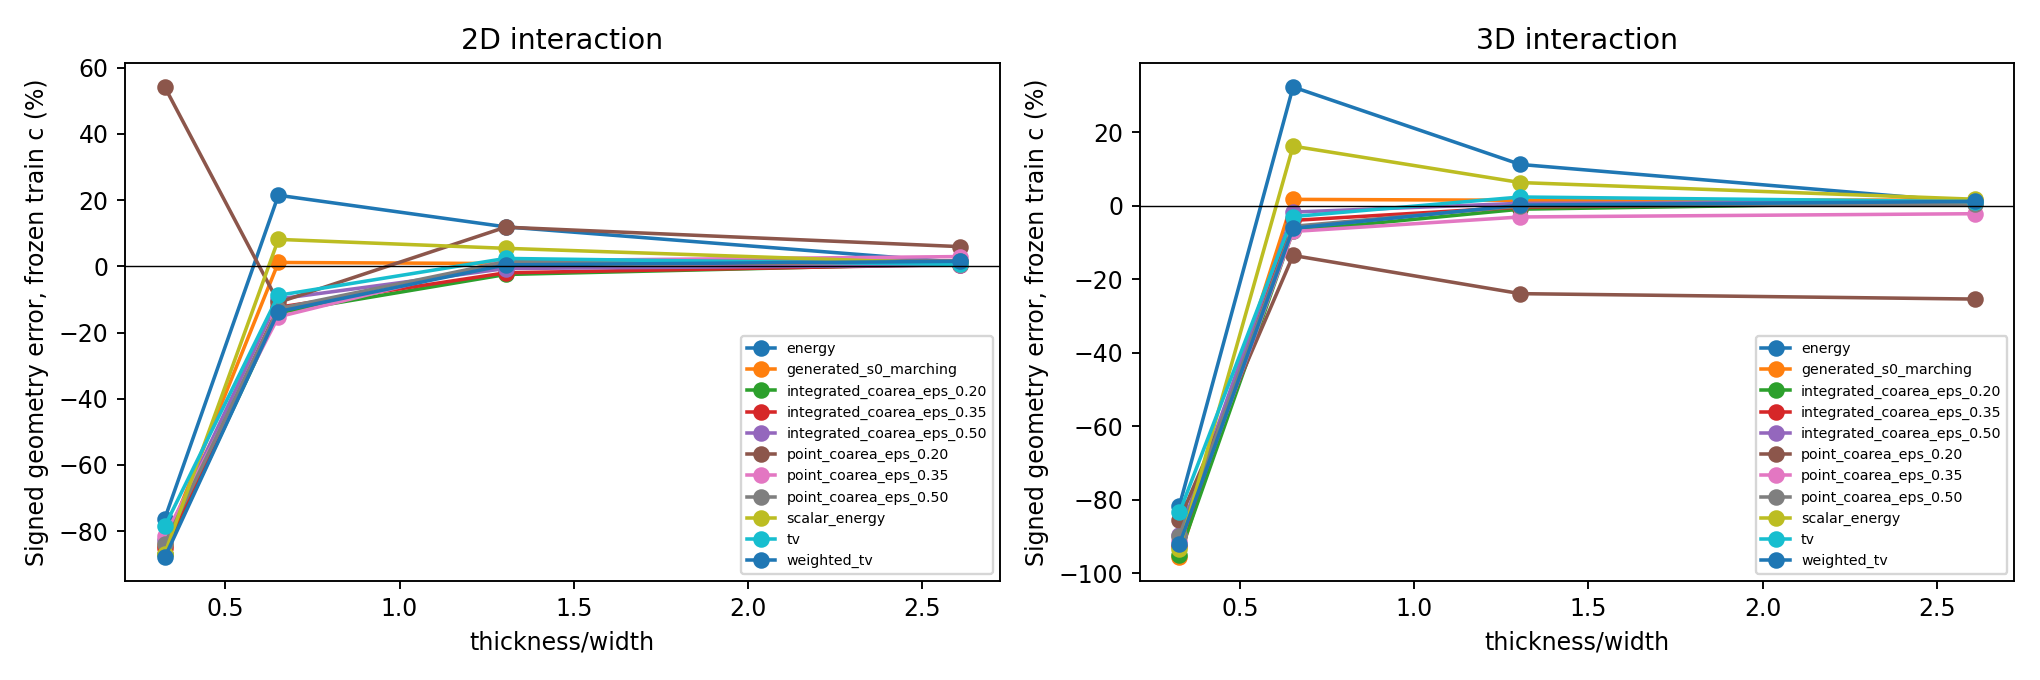 2D interaction
Signed geometry error, frozen train c (%)
60
40
20
0
−20
−40
−60
−80
0.5
1.0
1.5
2.0
2.5
thickness/width
energy
generated_s0_marching
integrated_coarea_eps_0.20
integrated_coarea_eps_0.35
integrated_coarea_eps_0.50
point_coarea_eps_0.20
point_coarea_eps_0.35
point_coarea_eps_0.50
scalar_energy
tv
weighted_tv
3D interaction
Signed geometry error, frozen train c (%)
20
0
−20
−40
−60
−80
−100
0.5
1.0
1.5
2.0
2.5
thickness/width
energy
generated_s0_marching
integrated_coarea_eps_0.20
integrated_coarea_eps_0.35
integrated_coarea_eps_0.50
point_coarea_eps_0.20
point_coarea_eps_0.35
point_coarea_eps_0.50
scalar_energy
tv
weighted_tv